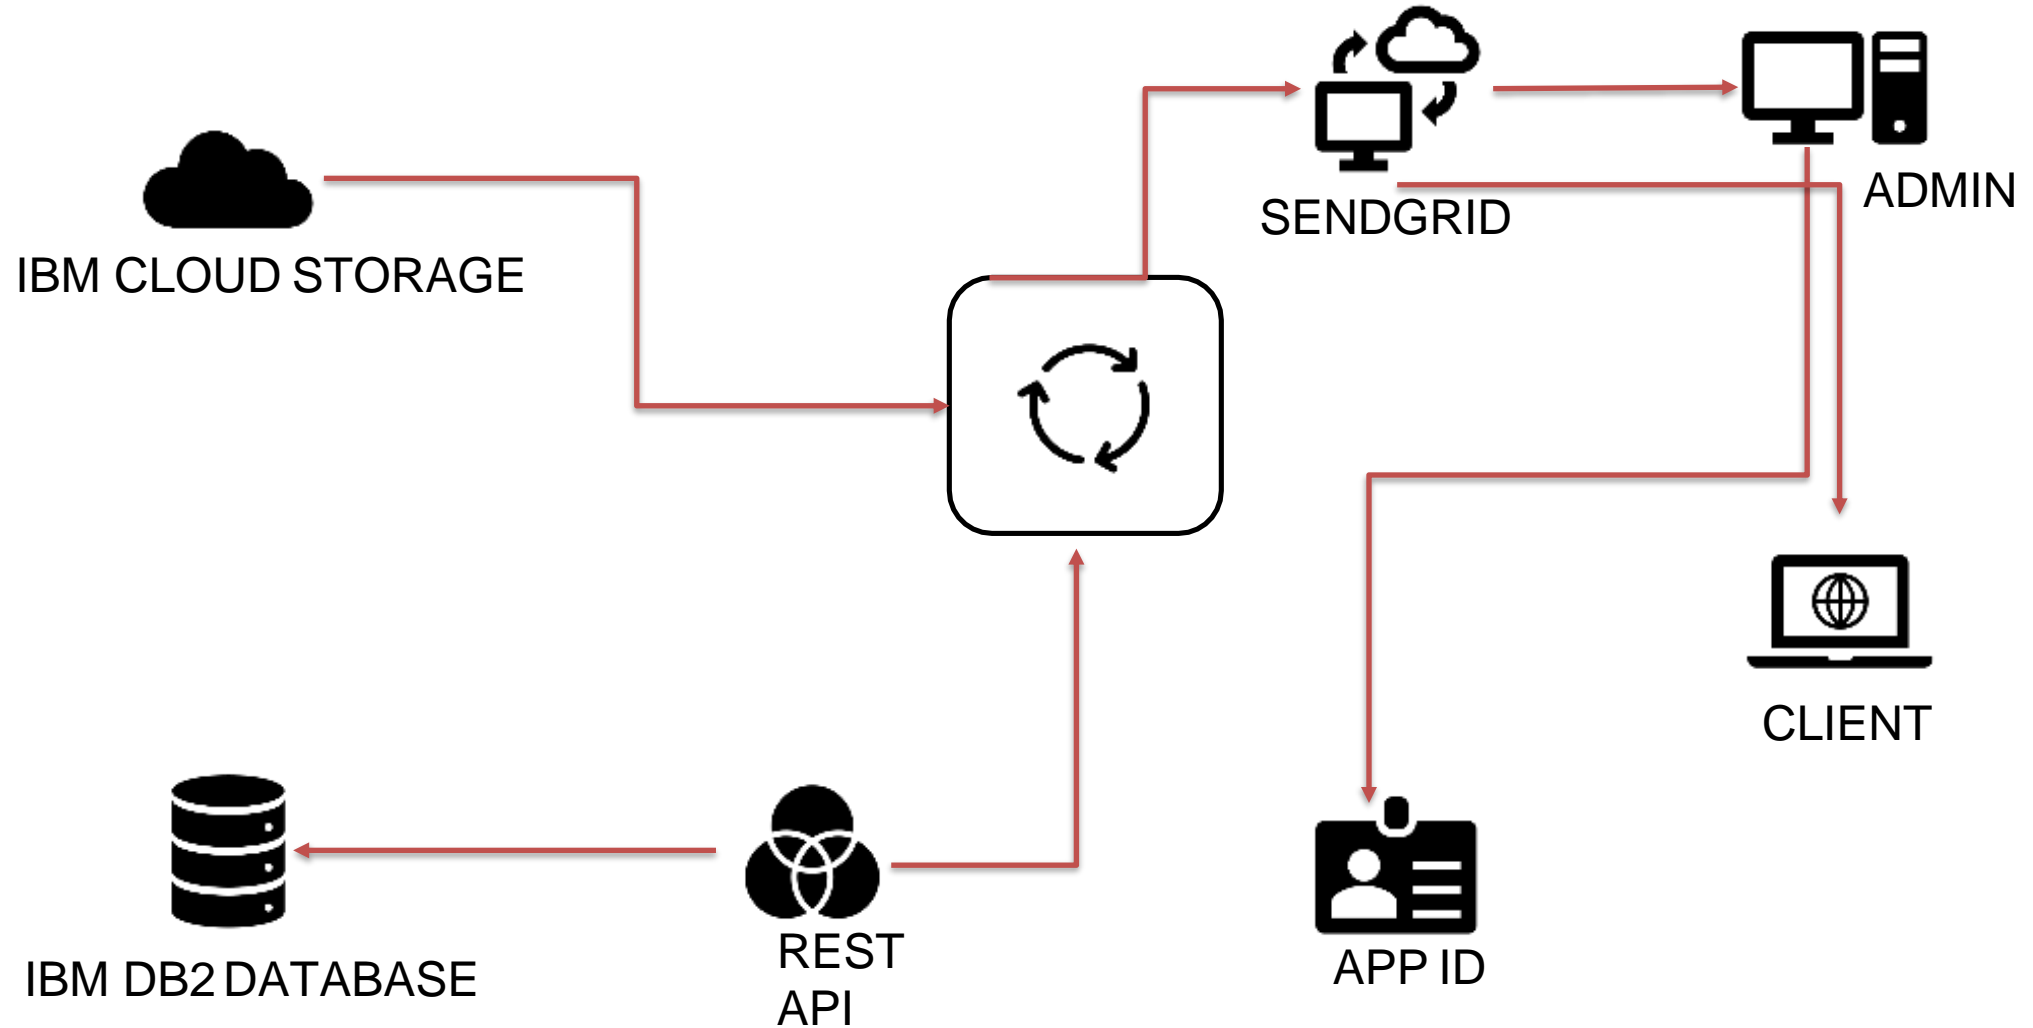 ADMIN
SENDGRID
IBM CLOUD STORAGE
CLIENT
REST
API
APP ID
IBM DB2 DATABASE